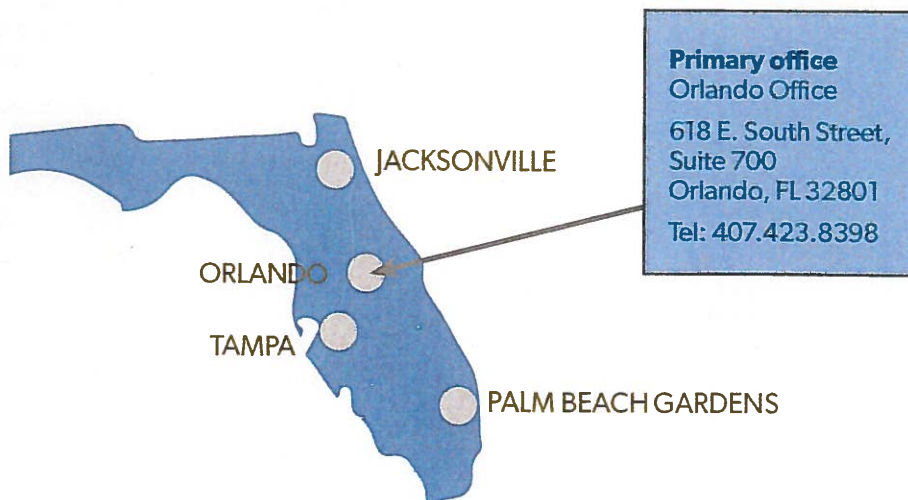 Primary office
Orlando Office
618 E. South Street,
Suite 700
Orlando, FL 32801
Tel: 407.423.8398
JACKSONVILLE
ORLANDO
TAMPA
PALM BEACH GARDENS